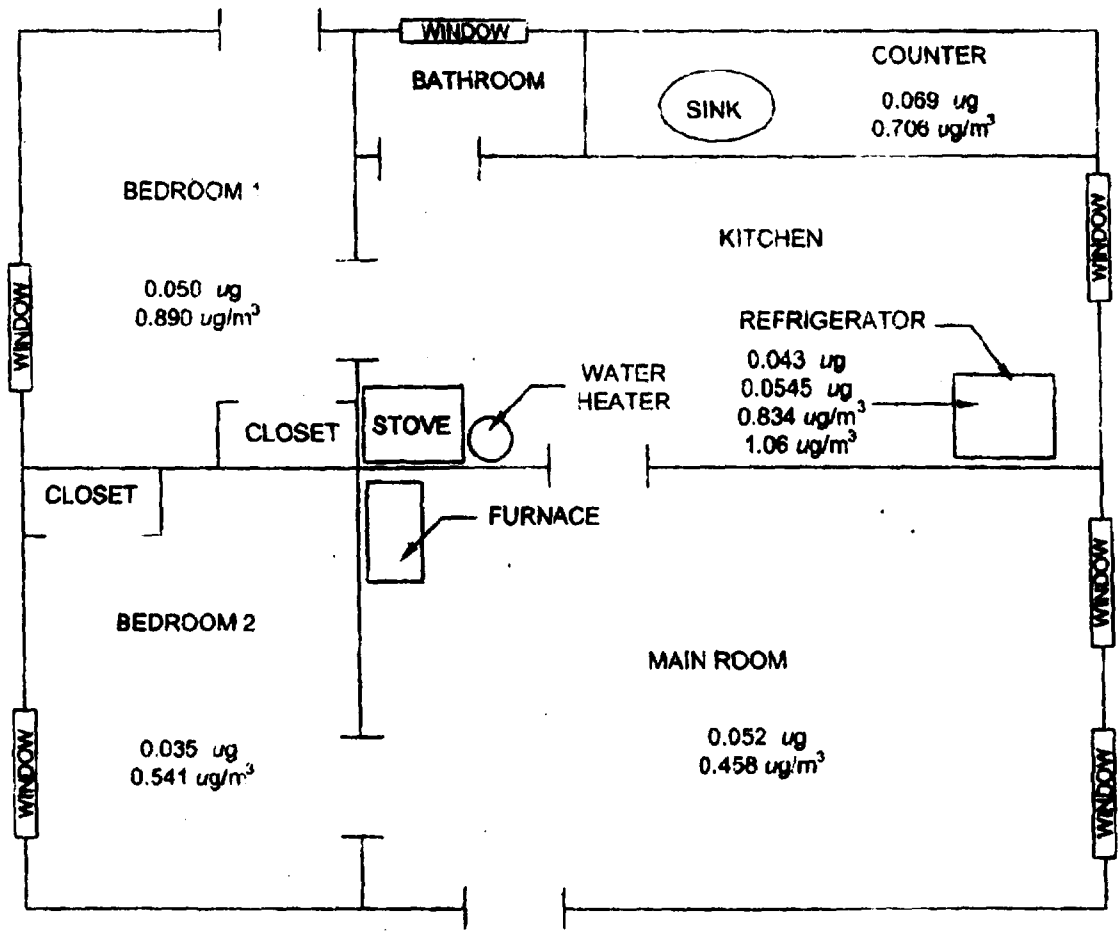 WINDOW
BATHROOM
COUNTER
SINK
0.069 ug
0.706 ug/m³
BEDROOM 1
WINDOW
KITCHEN
WINDOW
0.050 ug
0.890 ug/m³
REFRIGERATOR
0.043 ug
0.0545 ug
0.834 ug/m³
1.06 ug/m³
WATER
HEATER
CLOSET
STOVE
CLOSET
FURNACE
WINDOW
BEDROOM 2
MAIN ROOM
WINDOW
0.035 ug
0.541 ug/m³
0.052 ug
0.458 ug/m³
WINDOW